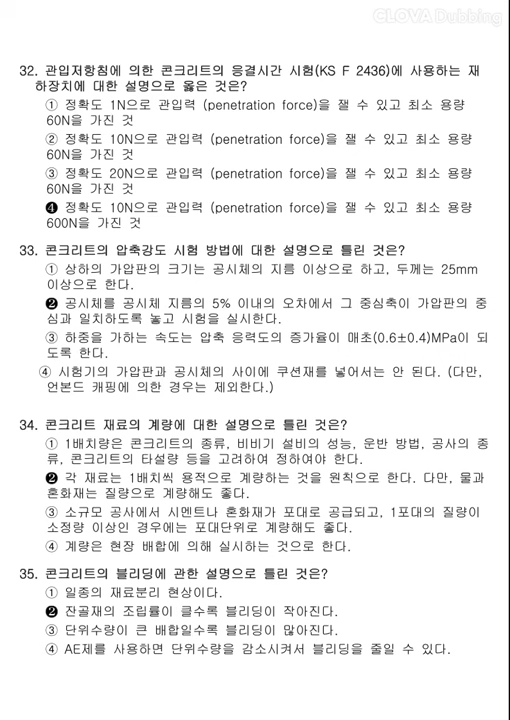 CLOVA Dubbing
32. 관입저항침에 의한 콘크리트의 응결시간 시험(KS F 2436)에 사용하는 재
하장치에 대한 설명으로 옳은 것은?
① 정확도 1N으로 관입력 (penetration force)을 잴 수 있고 최소 용량
60N을 가진 것
② 정확도 10N으로 관입력 (penetration force)을 잴 수 있고 최소 용량
60N을 가진 것
③ 정확도 20N으로 관입력 (penetration force)을 잴 수 있고 최소 용량
60N을 가진 것
❹ 정확도 10N으로 관입력 (penetration force)을 잴 수 있고 최소 용량
600N을 가진 것
33. 콘크리트의 압축강도 시험 방법에 대한 설명으로 틀린 것은?
① 상하의 가압판의 크기는 공시체의 지름 이상으로 하고, 두께는 25mm
이상으로 한다.
❷ 공시체를 공시체 지름의 5% 이내의 오차에서 그 중심축이 가압판의 중
심과 일치하도록 놓고 시험을 실시한다.
③ 하중을 가하는 속도는 압축 응력도의 증가율이 매초(0.6±0.4)MPa이 되
도록 한다.
④ 시험기의 가압판과 공시체의 사이에 쿠션재를 넣어서는 안 된다. (다만,
언본드 캐핑에 의한 경우는 제외한다.)
34. 콘크리트 재료의 계량에 대한 설명으로 틀린 것은?
① 1배치량은 콘크리트의 종류, 비비기 설비의 성능, 운반 방법, 공사의 종
류, 콘크리트의 타설량 등을 고려하여 정하여야 한다.
❷ 각 재료는 1배치씩 용적으로 계량하는 것을 원칙으로 한다. 다만, 물과
혼화재는 질량으로 계량해도 좋다.
③ 소규모 공사에서 시멘트나 혼화재가 포대로 공급되고, 1포대의 질량이
소정량 이상인 경우에는 포대단위로 계량해도 좋다.
④ 계량은 현장 배합에 의해 실시하는 것으로 한다.
35. 콘크리트의 블리딩에 관한 설명으로 틀린 것은?
① 일종의 재료분리 현상이다.
❷ 잔골재의 조립률이 클수록 블리딩이 작아진다.
③ 단위수량이 큰 배합일수록 블리딩이 많아진다.
④ AE제를 사용하면 단위수량을 감소시켜서 블리딩을 줄일 수 있다.